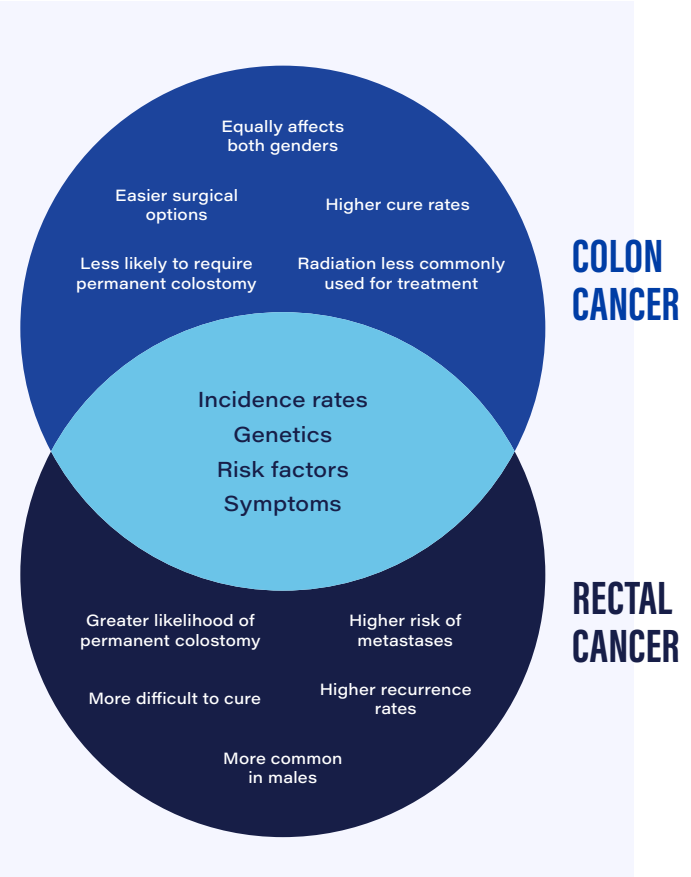 Equally affects
both genders
Easier surgical
options
Higher cure rates
Less likely to require
permanent colostomy
Radiation less commonly
used for treatment
COLON
CANCER
Incidence rates
Genetics
Risk factors
Symptoms
RECTAL
CANCER
Greater likelihood of
permanent colostomy
Higher risk of
metastases
More difficult to cure
Higher recurrence
rates
More common
in males